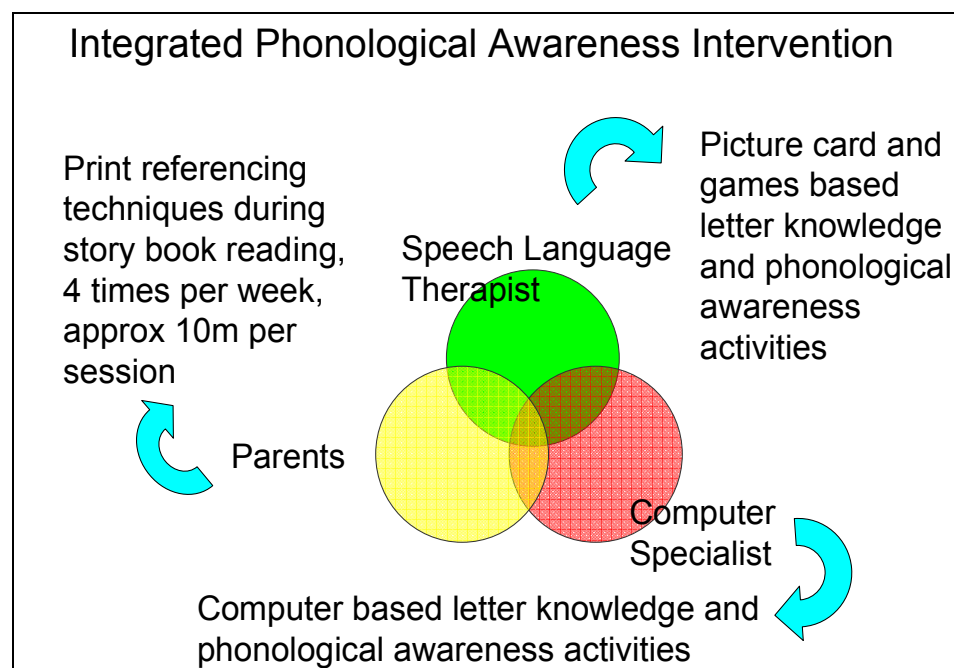 Integrated Phonological Awareness Intervention
Print referencing
techniques during
story book reading,
4 times per week,
approx 10m per
session
Speech Language
Therapist
Picture card and
games based
letter knowledge
and phonological
awareness
activities
Parents
Computer
Specialist
Computer based letter knowledge and
phonological awareness activities